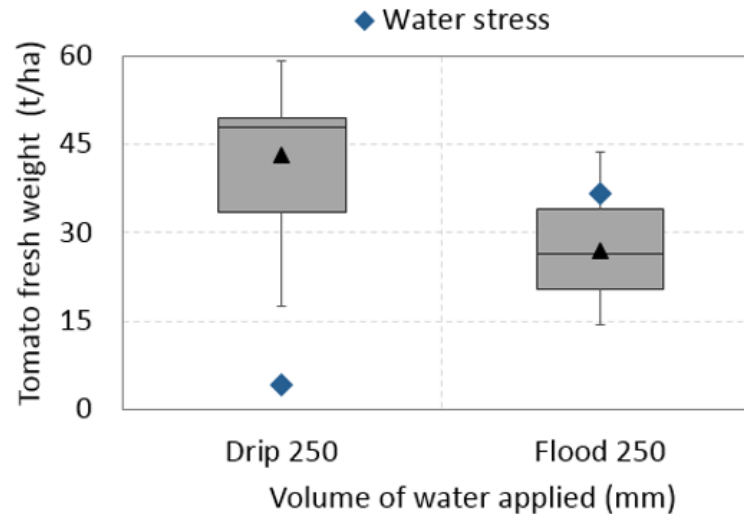 Water stress
Tomato fresh weight (t/ha)
60
45
30
15
0
Drip 250
Flood 250
Volume of water applied (mm)